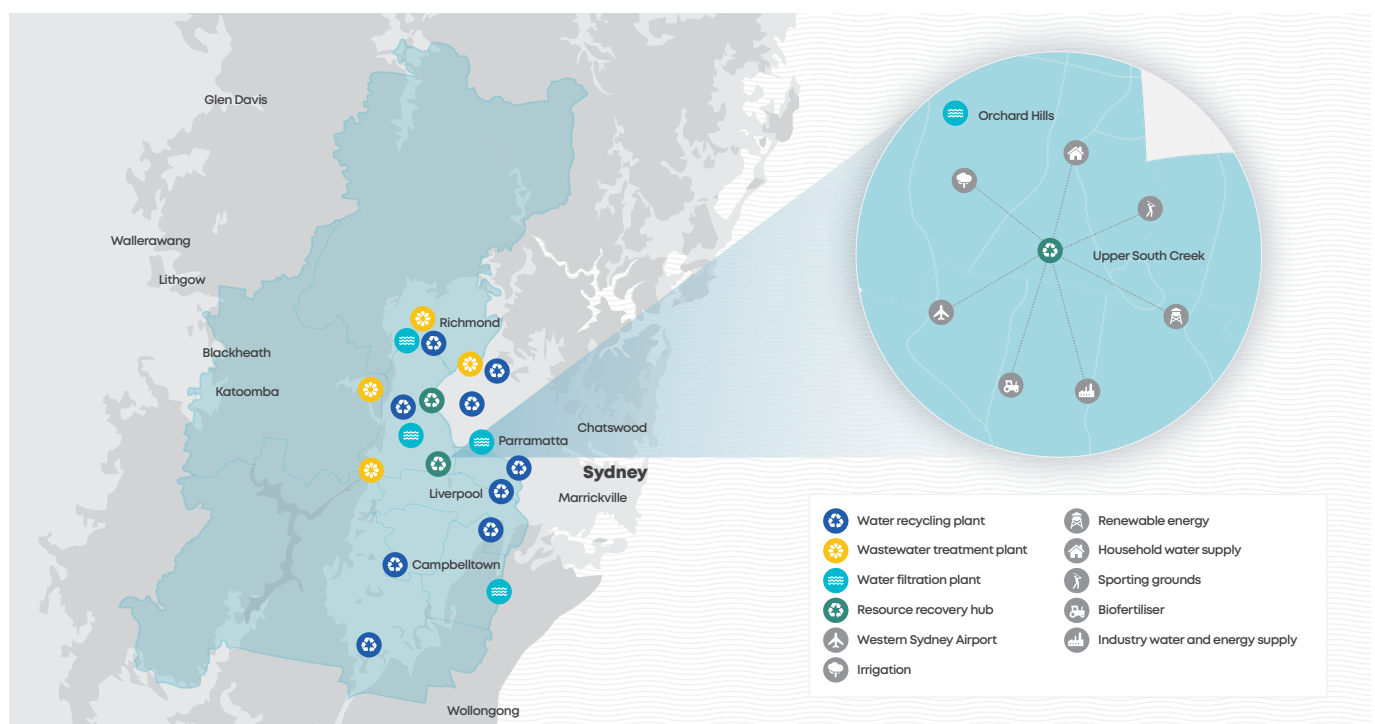 Glen Davis
Wallerawang
Lithgow
Richmond
Blackheath
Katoomba
Chatswood
Parramatta
Sydney
Liverpool
Marrickville
Campbelltown
Wollongong
Orchard Hills
Upper South Creek
Water recycling plant
Wastewater treatment plant
Water filtration plant
Resource recovery hub
Western Sydney Airport
Irrigation
Renewable energy
Household water supply
Sporting grounds
Biofertiliser
Industry water and energy supply